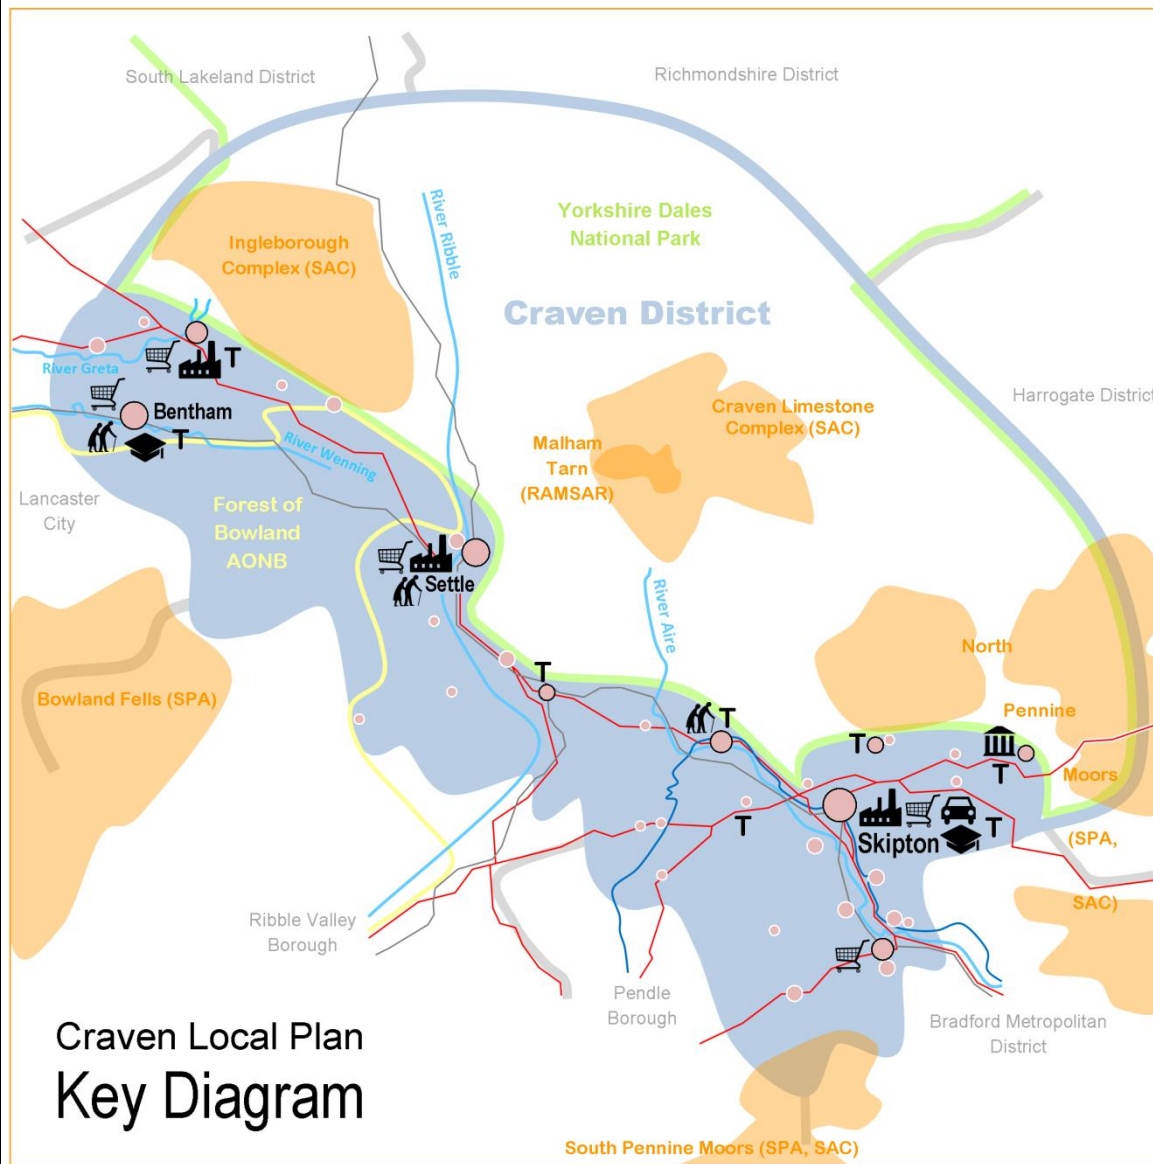 South Lakeland District
Richmondshire District
River Ribble
Yorkshire Dales
National Park
Ingleborough
Complex (SAC)
Craven District
T
River Greta
Harrogate District
Craven Limestone
Complex (SAC)
Bentham
T
River Wenning
Malham
Tarn
(RAMSAR)
Lancaster
City
Forest of
Bowland
AONB
Settle
River Aire
North
Bowland Fells (SPA)
T
T
Pennine
T
T
Moors
T
T
Skipton
(SPA,
SAC)
Ribble Valley
Borough
Pendle
Borough
Bradford Metropolitan
District
Craven Local Plan
Key Diagram
South Pennine Moors (SPA, SAC)